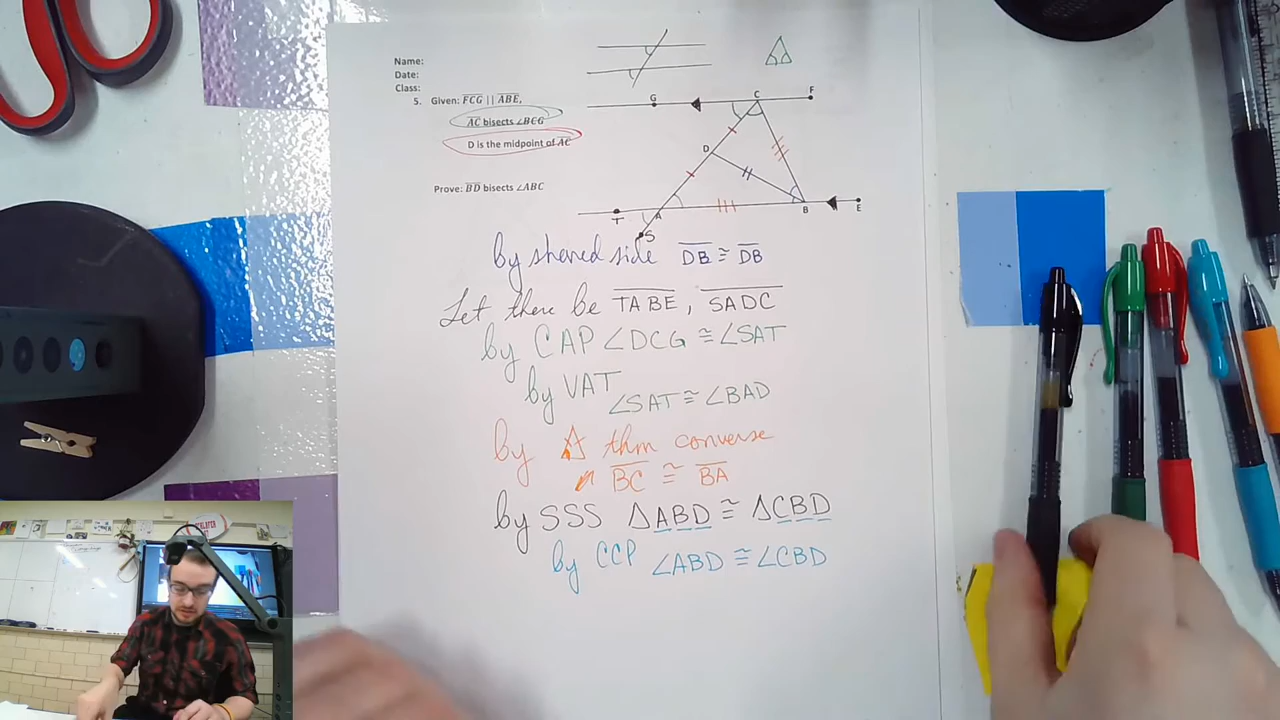 Name:
Date:
Class:
5. Given: FCG || ABE,
AC bisects ∠BCG
D is the midpoint of AC
Prove: BD bisects ∠ABC
G
C
F
D
T
A
B
E
S
by shared side DB ≅ DB
Let there be TABE, SADC
by CAP ∠DCG ≅ ∠SAT
by VAT
∠SAT ≅ ∠BAD
by thm converse
BC ≅ BA
by SSS ΔABD ≅ ΔCBD
by CCP ∠ABD ≅ ∠CBD